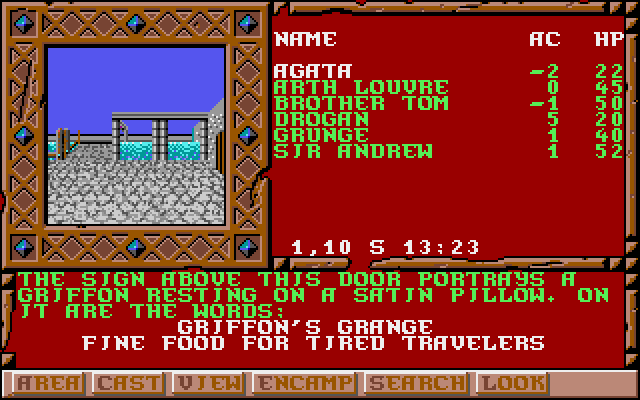 NAME AC HP
AGATA -2 22
ARTH LOUVRE 0 45
BROTHER TOM -1 50
DROGAN 5 20
GRUNGE 1 40
SIR ANDREW 1 52
1,10 S 13:23
THE SIGN ABOVE THIS DOOR PORTRAYS A
GRIFFON RESTING ON A SATIN PILLOW. ON
IT ARE THE WORDS:
GRIFFON'S GRANGE
FINE FOOD FOR TIRED TRAVELERS
AREA CAST VIEW ENCAMP SEARCH LOOK